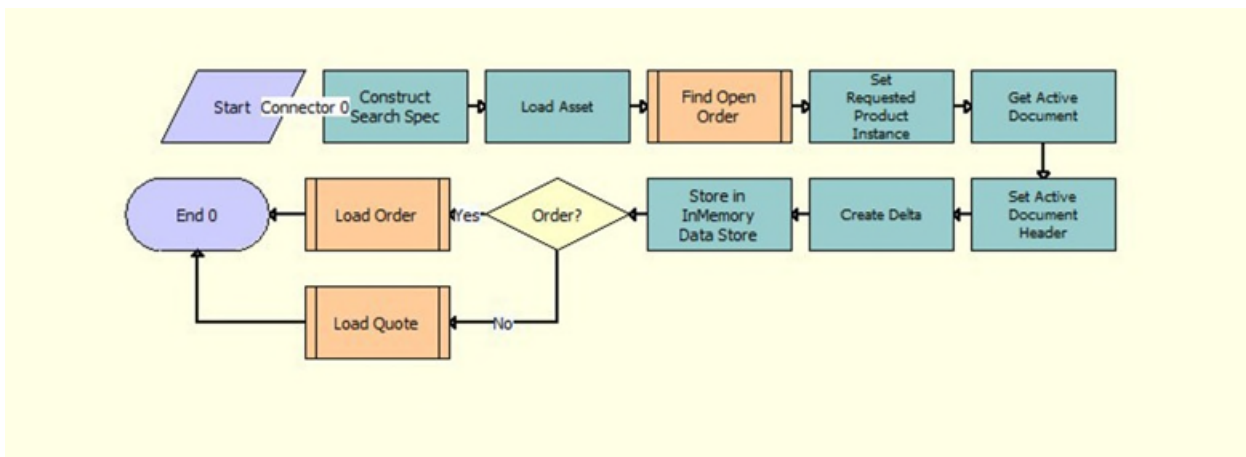 Start
Connector 0
Construct
Search Spec
Load Asset
Find Open
Order
Set
Requested
Product
Instance
Get Active
Document
End 0
Load Order
Yes
Order?
Store in
InMemory
Data Store
Create Delta
Set Active
Document
Header
Load Quote
No